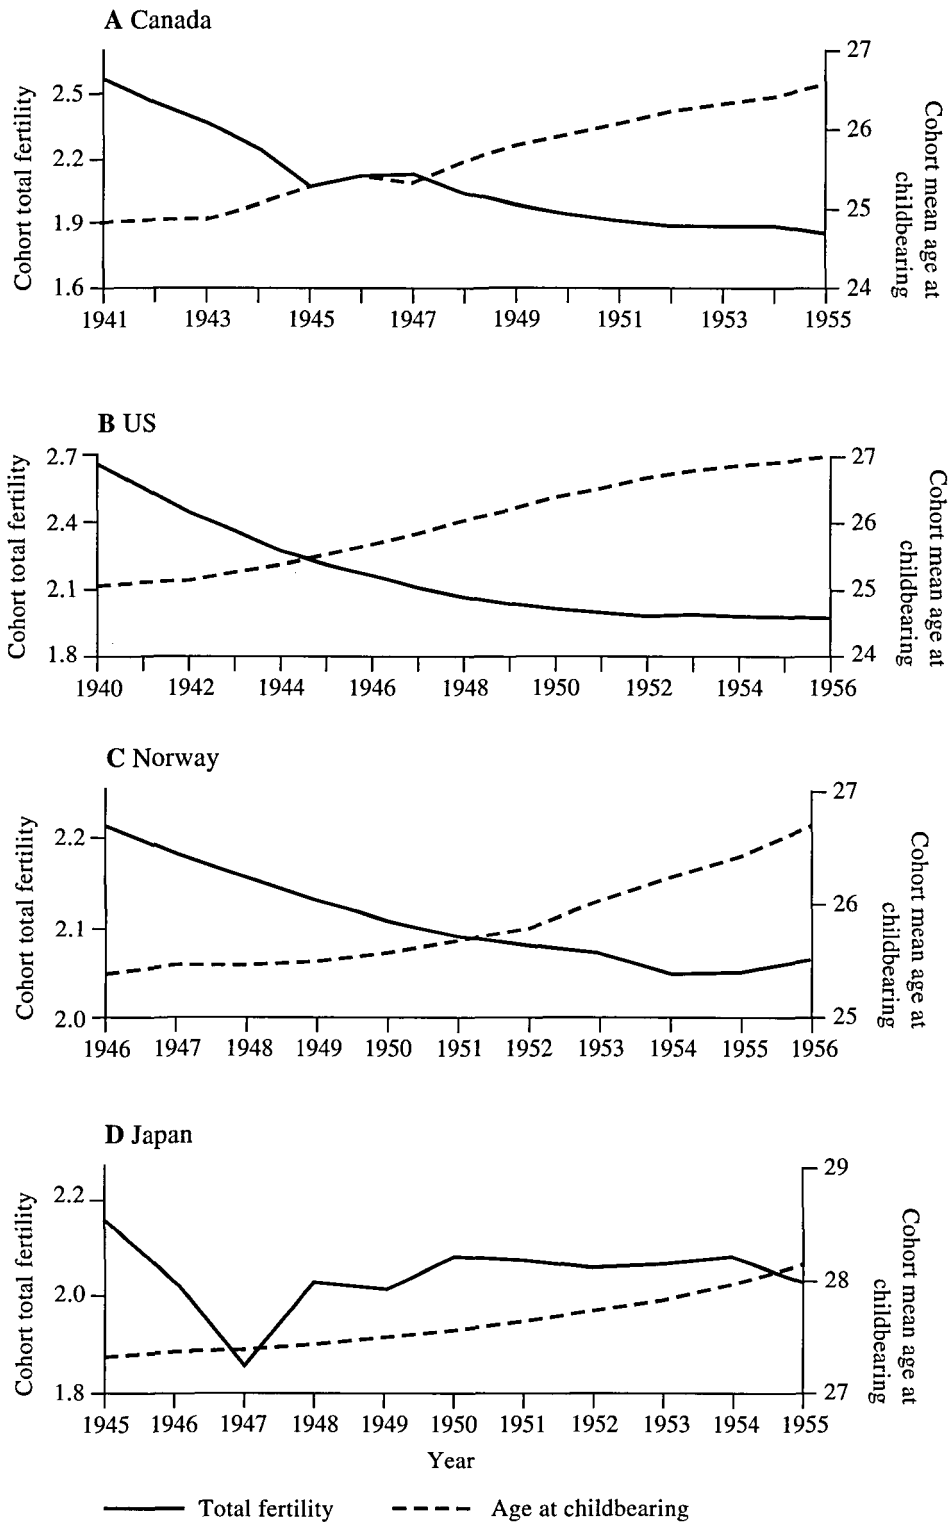 A Canada
Cohort total fertility
2.5
2.2
1.9
1.6
27
26
25
24
Cohort mean age at
childbearing
1941 1943 1945 1947 1949 1951 1953 1955
B US
Cohort total fertility
2.7
2.4
2.1
1.8
27
26
25
24
Cohort mean age at
childbearing
1940 1942 1944 1946 1948 1950 1952 1954 1956
C Norway
Cohort total fertility
2.2
2.1
2.0
27
26
25
Cohort mean age at
childbearing
1946 1947 1948 1949 1950 1951 1952 1953 1954 1955 1956
D Japan
Cohort total fertility
2.2
2.0
1.8
29
28
27
Cohort mean age at
childbearing
1945 1946 1947 1948 1949 1950 1951 1952 1953 1954 1955
Year
Total fertility Age at childbearing